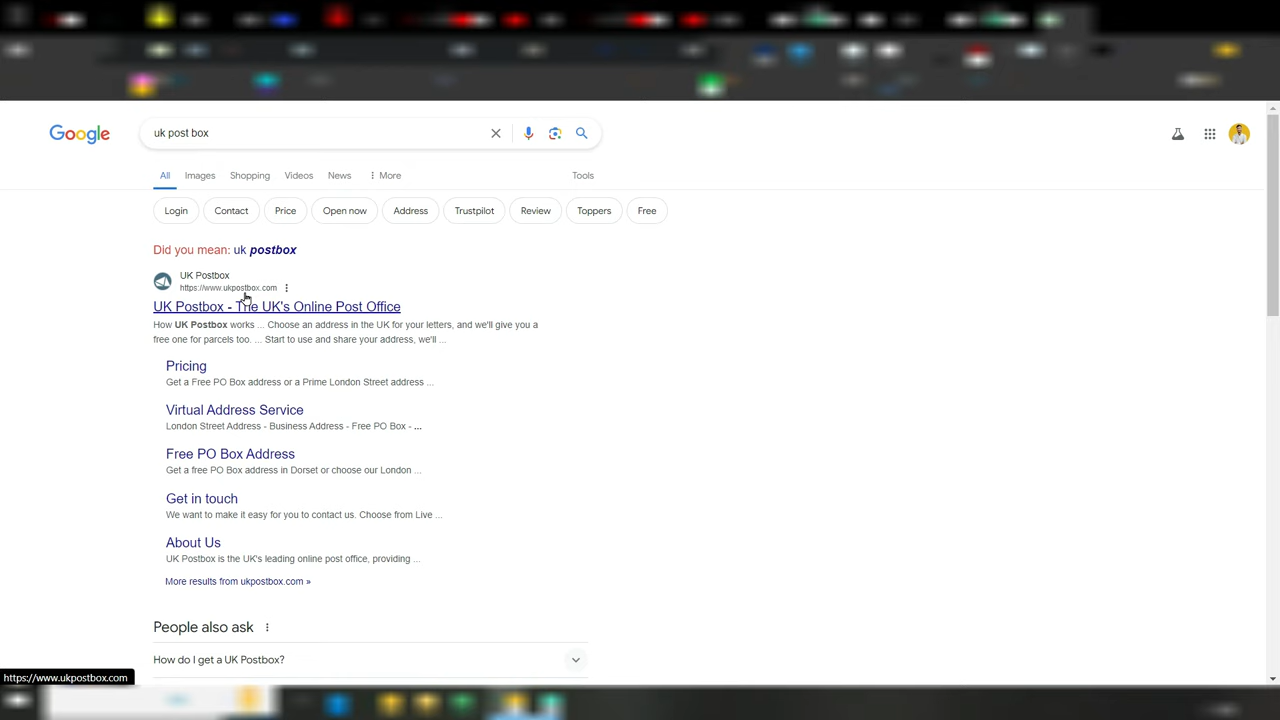 Google
uk post box
All Images Shopping Videos News More Tools
Login Contact Price Open now Address Trustpilot Review Toppers Free
Did you mean: uk postbox
UK Postbox
https://www.ukpostbox.com
UK Postbox - The UK's Online Post Office
How UK Postbox works ... Choose an address in the UK for your letters, and we'll give you a
free one for parcels too. ... Start to use and share your address, we'll ...
Pricing
Get a Free PO Box address or a Prime London Street address ...
Virtual Address Service
London Street Address - Business Address - Free PO Box - ...
Free PO Box Address
Get a free PO Box address in Dorset or choose our London ...
Get in touch
We want to make it easy for you to contact us. Choose from Live ...
About Us
UK Postbox is the UK's leading online post office, providing ...
More results from ukpostbox.com »
People also ask
How do I get a UK Postbox?
https://www.ukpostbox.com